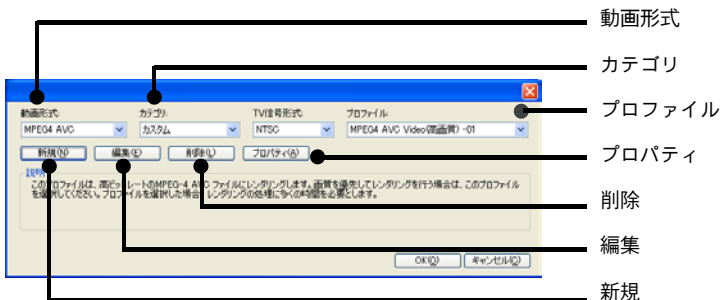 動画形式
カテゴリ
プロファイル
プロパティ
削除
編集
新規
動画形式: カテゴリ: TV信号形式: プロファイル:
MPEG4 AVC カスタム NTSC MPEG4 AVC Video(高画質) -01
新規(N) 編集(E) 削除(L) プロパティ(A)
説明
このプロファイルは、高ビットレートのMPEG-4 AVC ファイルにレンダリングします。画質を優先してレンダリングを行う場合は、このプロファイル
を選択してください。プロファイルを選択した場合、レンダリングの処理に多くの時間を必要とします。
OK(O) キャンセル(C)